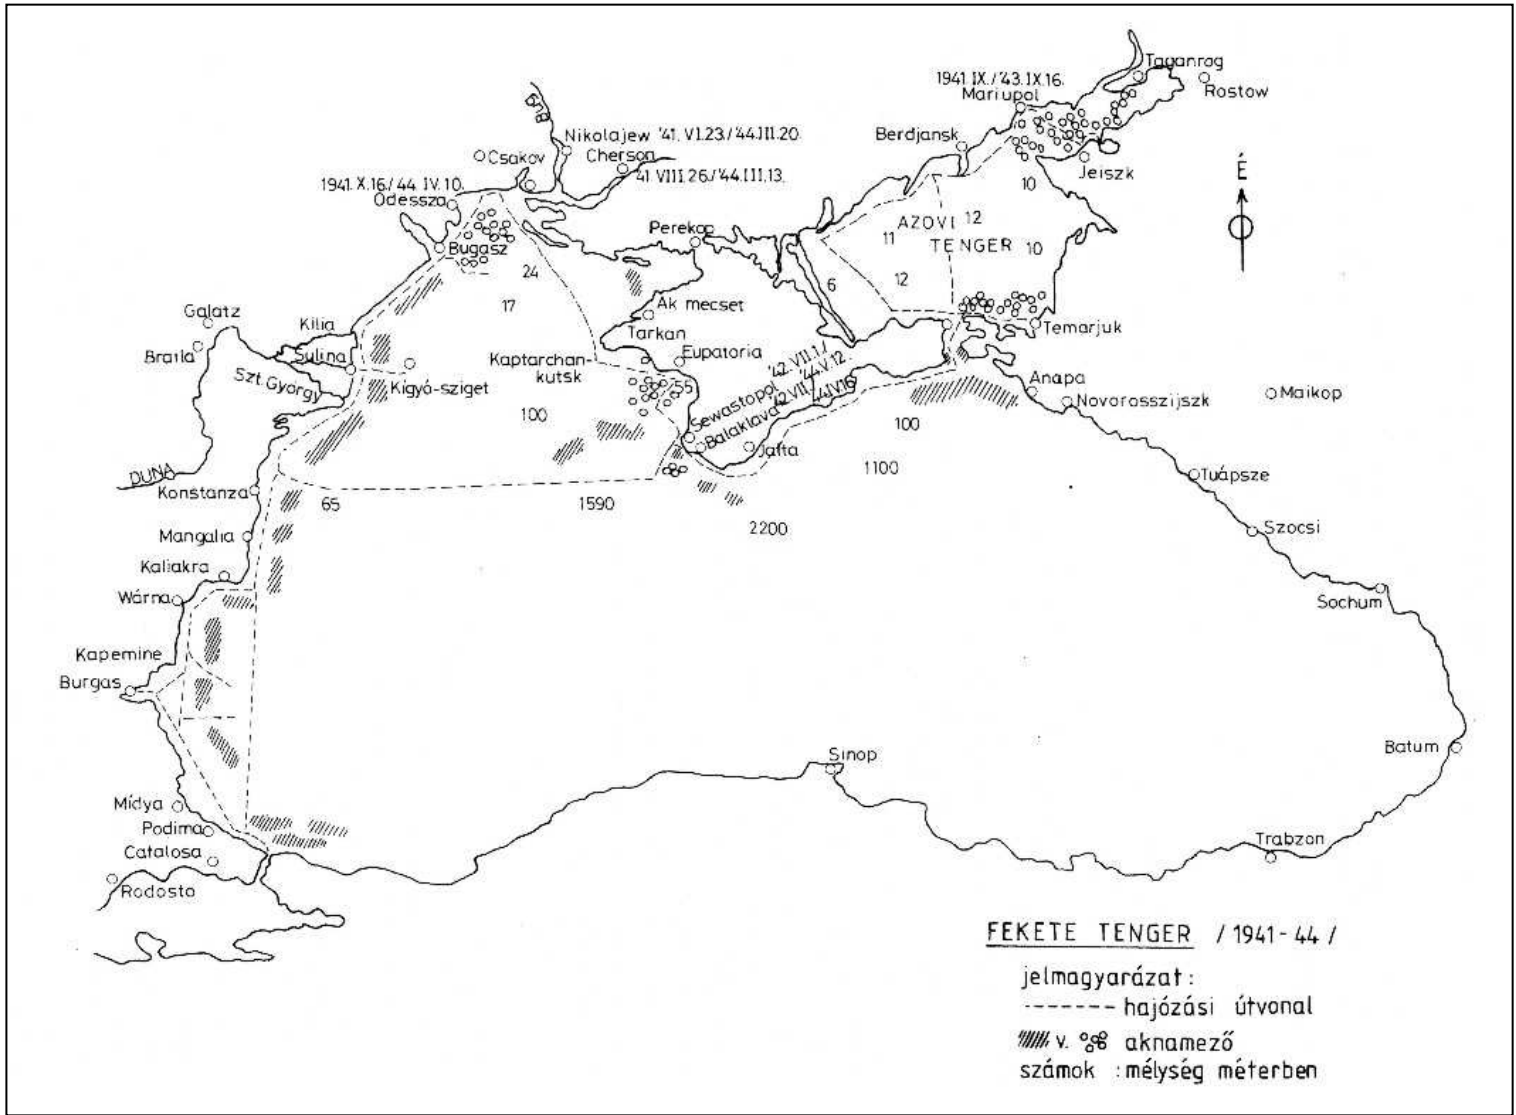 Taganrog
Rostow
1941.IX./'43.IX.16.
Mariupol
Berdjansk
Jeiszk
É
Nikolajew '41.VI.23./'44.III.20.
Csakov
Cherson
'41.VIII.26./'44.III.13.
1941.X.16./44.IV.10.
Odessza
Bugasz
Perekop
10
AZOVI 12
11
TENGER 10
12
6
24
17
Ak mecset
Tarkan
Temarjuk
Galatz
Kilia
Braila
Sulina
Szt. György
Kígyó-sziget
Kaptarchan-
kutsk
Eupatoria
55
'42.VII.1./
'44.V.12.
Sewastopol
Balaklava
Jalta
Anapa
Novorosszijszk
Maikop
100
100
1100
DUNA
Konstanza
65
1590
2200
Tuápsze
Mangalia
Szocsi
Kaliakra
Wárna
Sochum
Kapemine
Burgas
Batum
Sinop
Mídya
Podima
Catalosa
Trabzon
Rodosto
FEKETE TENGER / 1941-44 /
jelmagyarázat :
hajózási útvonal
v. aknamező
számok : mélység méterben